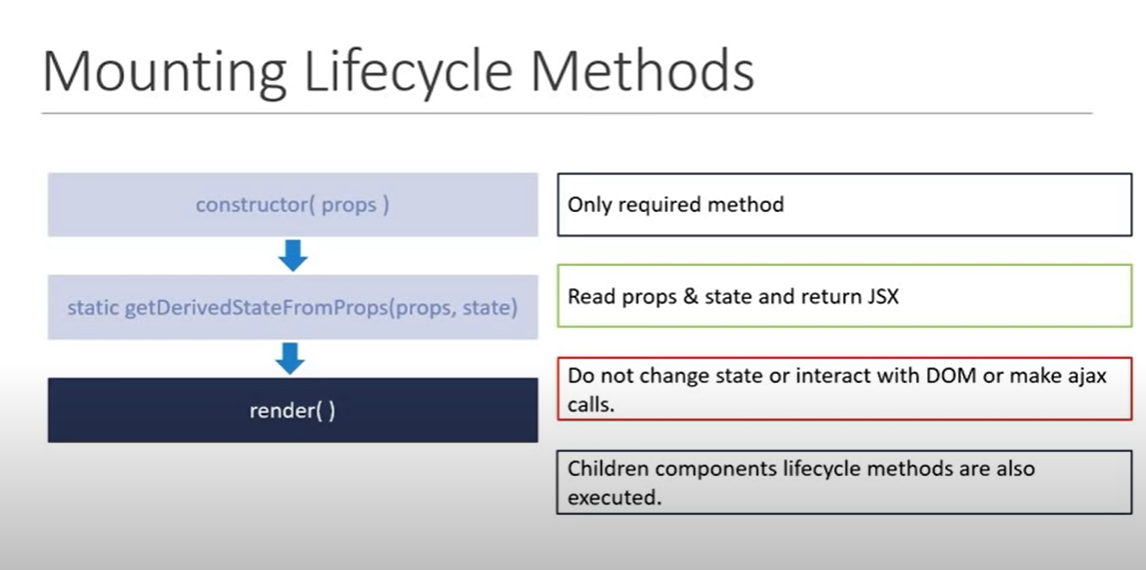 Mounting Lifecycle Methods
constructor( props )
static getDerivedStateFromProps(props, state)
render( )
Only required method
Read props & state and return JSX
Do not change state or interact with DOM or make ajax
calls.
Children components lifecycle methods are also
executed.